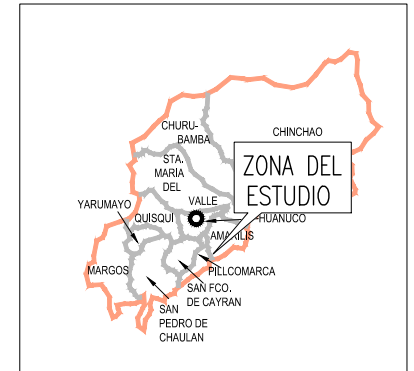 CHURU-
BAMBA
CHINCHAO
STA.
MARIA
DEL
VALLE
ZONA DEL
ESTUDIO
YARUMAYO
QUISQUI
HUANUCO
MARGOS
PILLCOMARCA
SAN FCO.
DE CAYRAN
SAN
PEDRO DE
CHAULAN